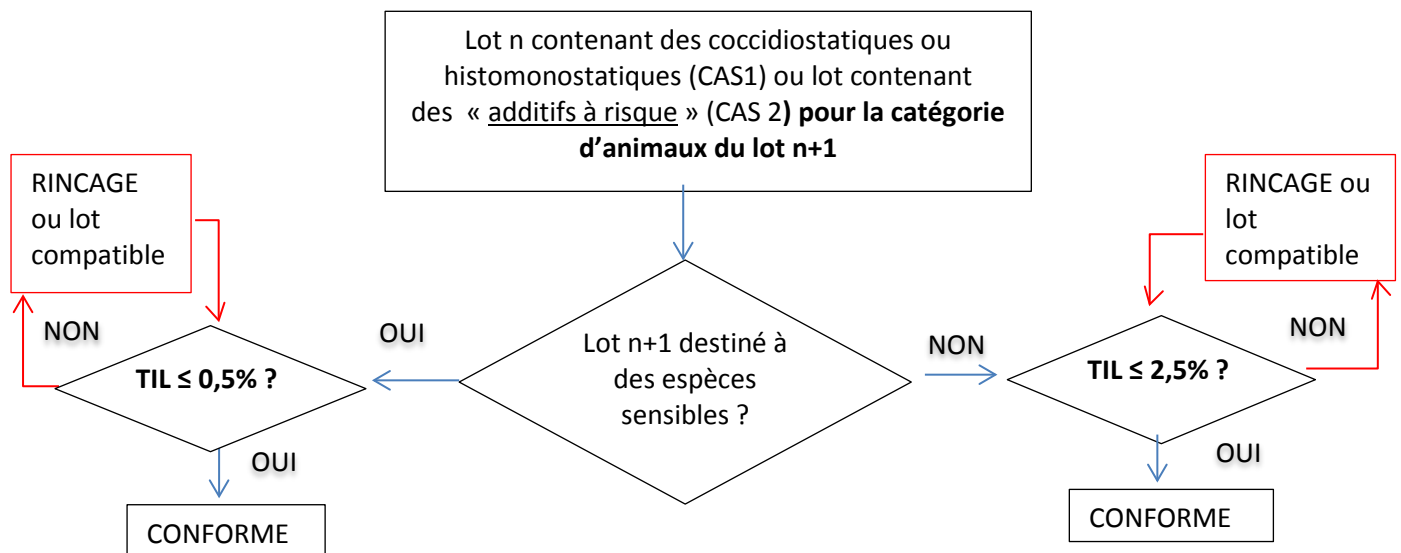 Lot n contenant des coccidiostatiques ou
histomonostatiques (CAS1) ou lot contenant
des « additifs à risque » (CAS 2) pour la catégorie
d’animaux du lot n+1
RINCAGE
ou lot
compatible
RINCAGE ou
lot
compatible
NON
OUI
Lot n+1 destiné à
des espèces
sensibles ?
NON
NON
TIL ≤ 0,5% ?
TIL ≤ 2,5% ?
OUI
OUI
CONFORME
CONFORME